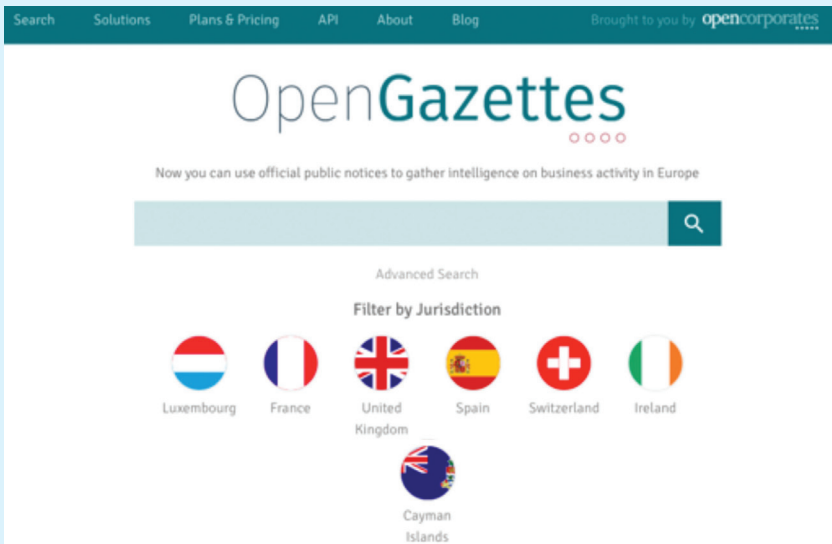 Search Solutions Plans & Pricing API About Blog Brought to you by opencorporates
OpenGazettes
Now you can use official public notices to gather intelligence on business activity in Europe
Advanced Search
Filter by Jurisdiction
Luxembourg France United Kingdom Spain Switzerland Ireland
Cayman
Islands